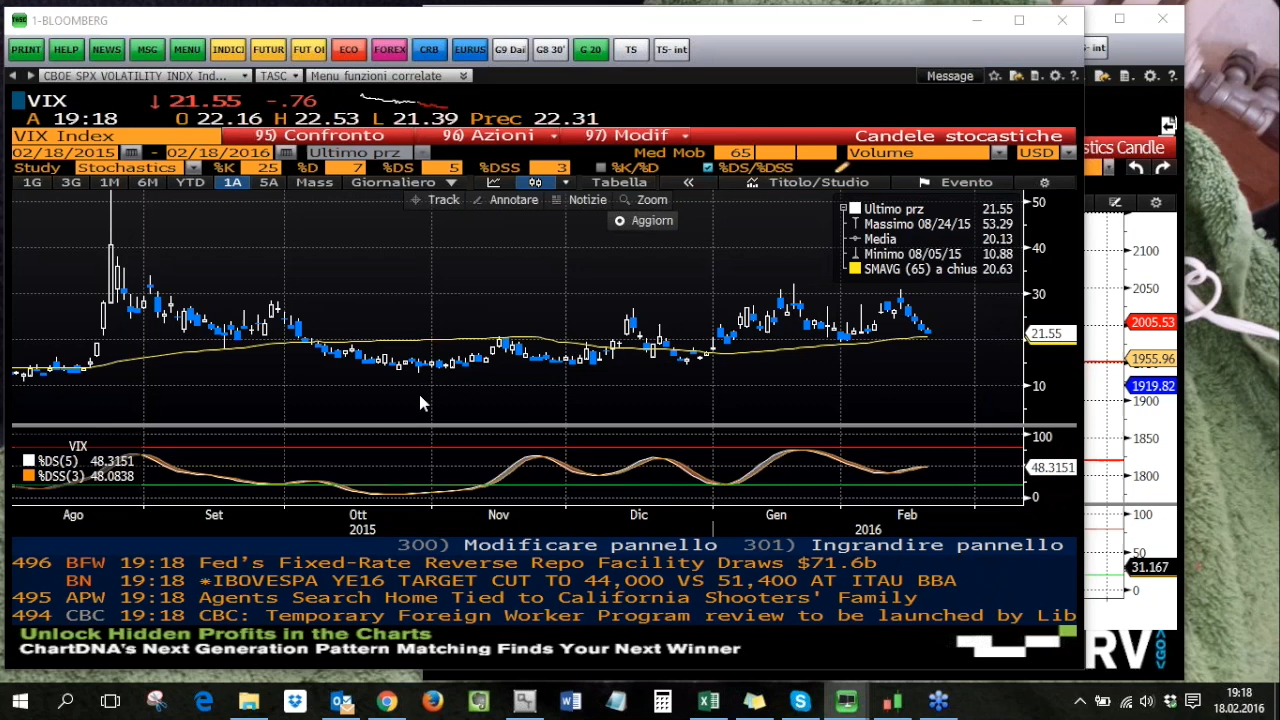 1-BLOOMBERG
PRINT HELP NEWS MSG MENU INDICI FUTUR FUT OI ECO FOREX CRB EURUS G9 Dai G8 30' G 20 TS TS- int
- int
CBOE SPX VOLATILITY INDX Ind... TASC Menu funzioni correlate Message
VIX ↓ 21.55 -.76
A 19:18 O 22.16 H 22.53 L 21.39 Prec 22.31
VIX Index 95) Confronto 96) Azioni 97) Modif Candele stocastiche
stics Candle
02/18/2015 - 02/18/2016 Ultimo prz Med Mob 65 Volume USD
Study Stochastics %K 25 %D 7 %DS 5 %DSS 3 %K/%D %DS/%DSS
1G 3G 1M 6M YTD 1A 5A Mass Giornaliero Tabella « Titolo/Studio Evento
Track Annotare Notizie Zoom
Aggiorn
Ultimo prz 21.55
Massimo 08/24/15 53.29
Media 20.13
Minimo 08/05/15 10.88
SMAVG (65) a chius 20.63
50
40
30
21.55
10
2100
2050
2005.53
1955.96
1919.82
1900
1850
1800
VIX
%DS(5) 48.3151
%DSS(3) 48.0838
100
48.3151
0
100
50
31.167
0
Ago Set Ott Nov Dic Gen Feb
2015 2016
300) Modificare pannello 301) Ingrandire pannello
496 BFW 19:18 Fed's Fixed-Rate Reverse Repo Facility Draws $71.6b
BN 19:18 *IBOVESPA YE16 TARGET CUT TO 44,000 VS 51,400 AT ITAU BBA
495 APW 19:18 Agents Search Home Tied to California Shooters' Family
494 CBC 19:18 CBC: Temporary Foreign Worker Program review to be launched by Lib
Unlock Hidden Profits in the Charts
ChartDNA's Next Generation Pattern Matching Finds Your Next Winner
RV
GO
19:18
18.02.2016